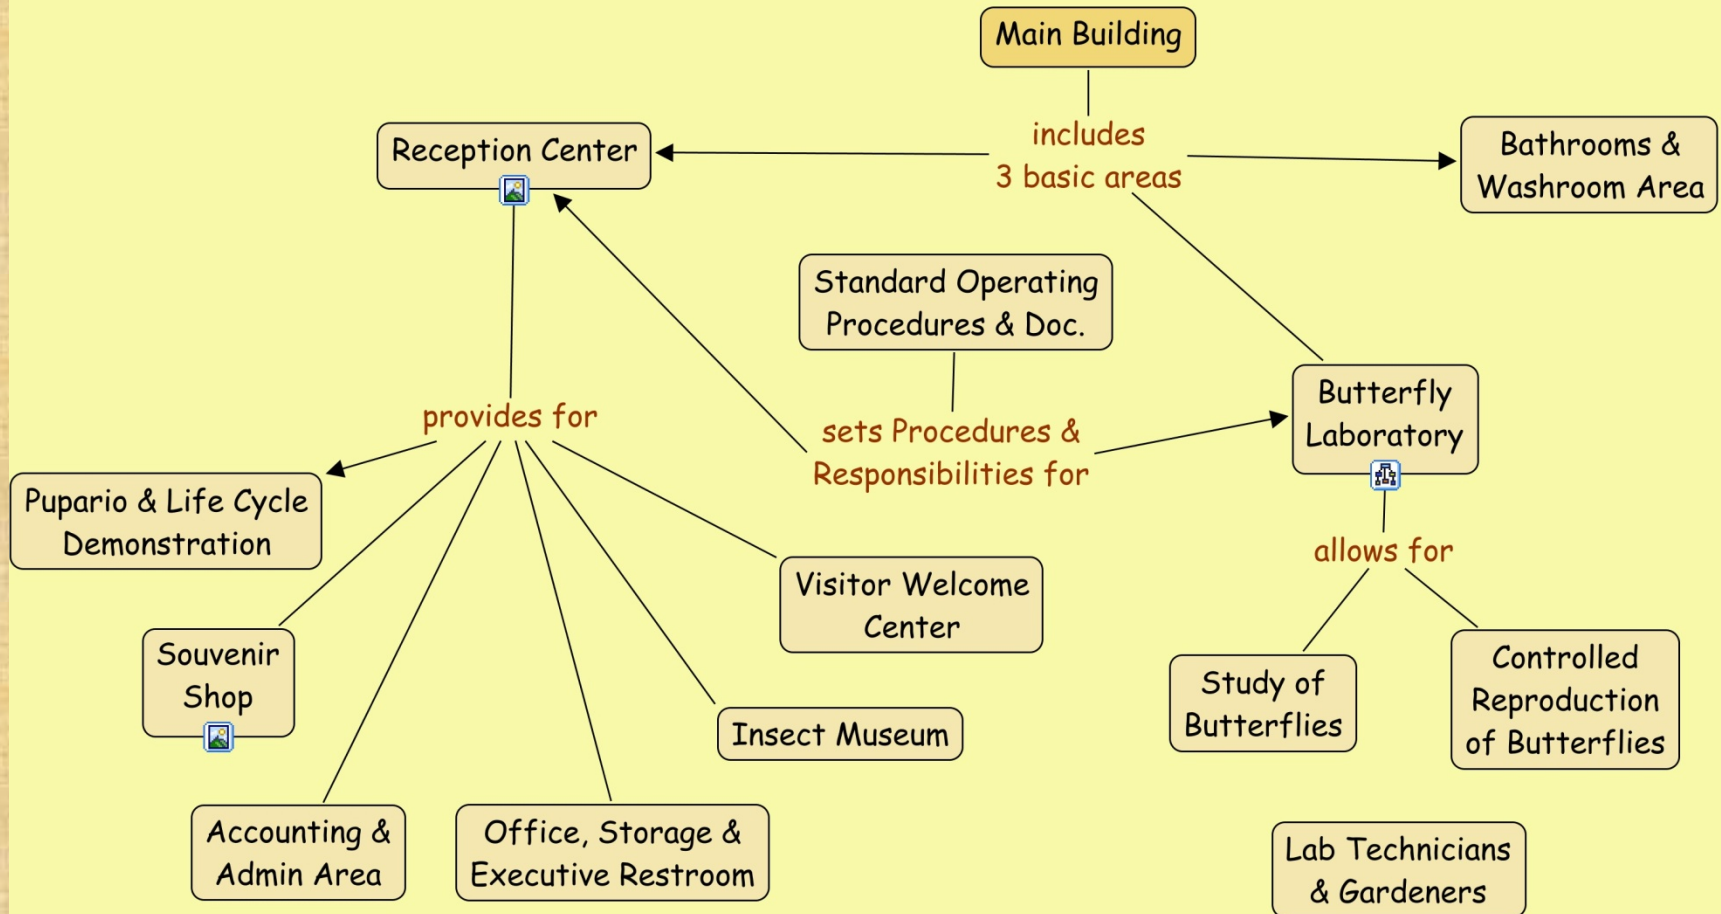 Main Building
includes
3 basic areas
Reception Center
Bathrooms &
Washroom Area
Standard Operating
Procedures & Doc.
Butterfly
Laboratory
provides for
sets Procedures &
Responsibilities for
Pupario & Life Cycle
Demonstration
allows for
Visitor Welcome
Center
Souvenir
Shop
Study of
Butterflies
Controlled
Reproduction
of Butterflies
Insect Museum
Accounting &
Admin Area
Office, Storage &
Executive Restroom
Lab Technicians
& Gardeners